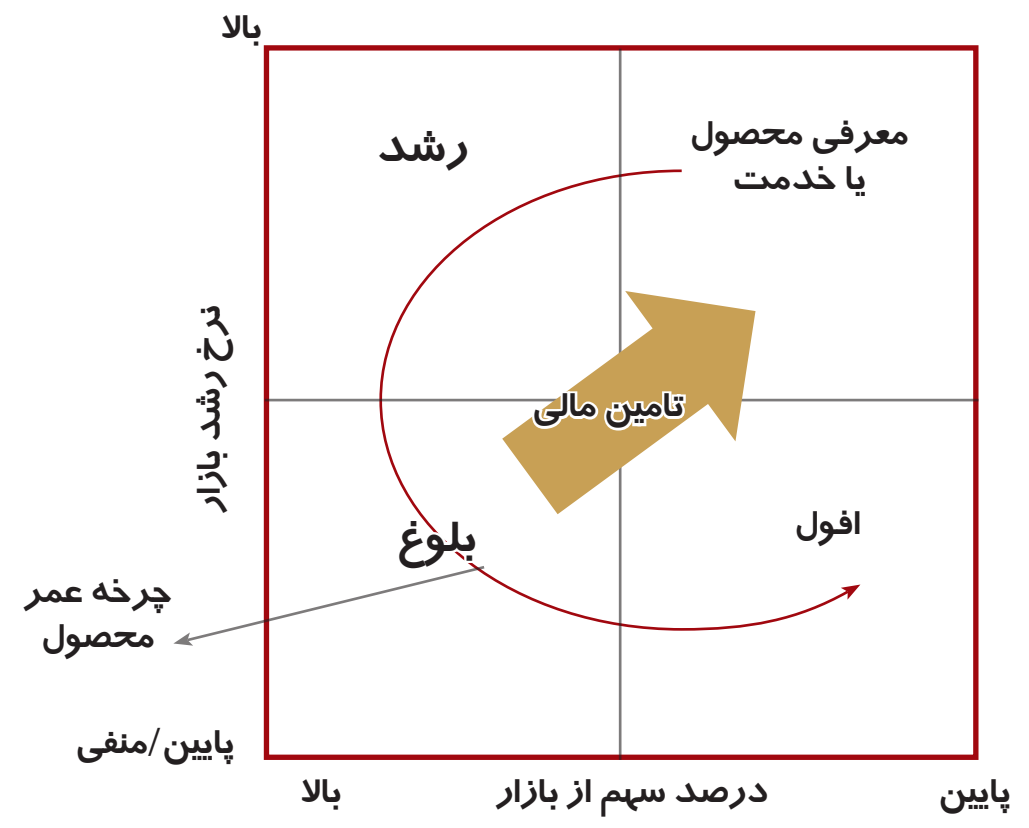 بالا
معرفی محصول
یا خدمت
رشد
نرخ رشد بازار
تامین مالی
افول
بلوغ
چرخه عمر
محصول
پایین/منفی
پایین
درصد سهم از بازار
بالا